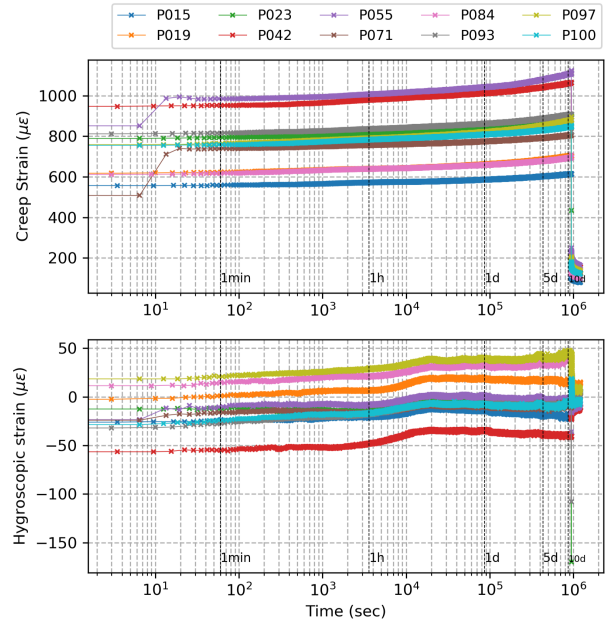 P015 P023 P055 P084 P097
P019 P042 P071 P093 P100
Creep Strain (με)
1000
800
600
400
200
1min 1h 1d 5d 10d
10¹ 10² 10³ 10⁴ 10⁵ 10⁶
Hygroscopic strain (με)
50
0
−50
−100
−150
1min 1h 1d 5d 10d
10¹ 10² 10³ 10⁴ 10⁵ 10⁶
Time (sec)